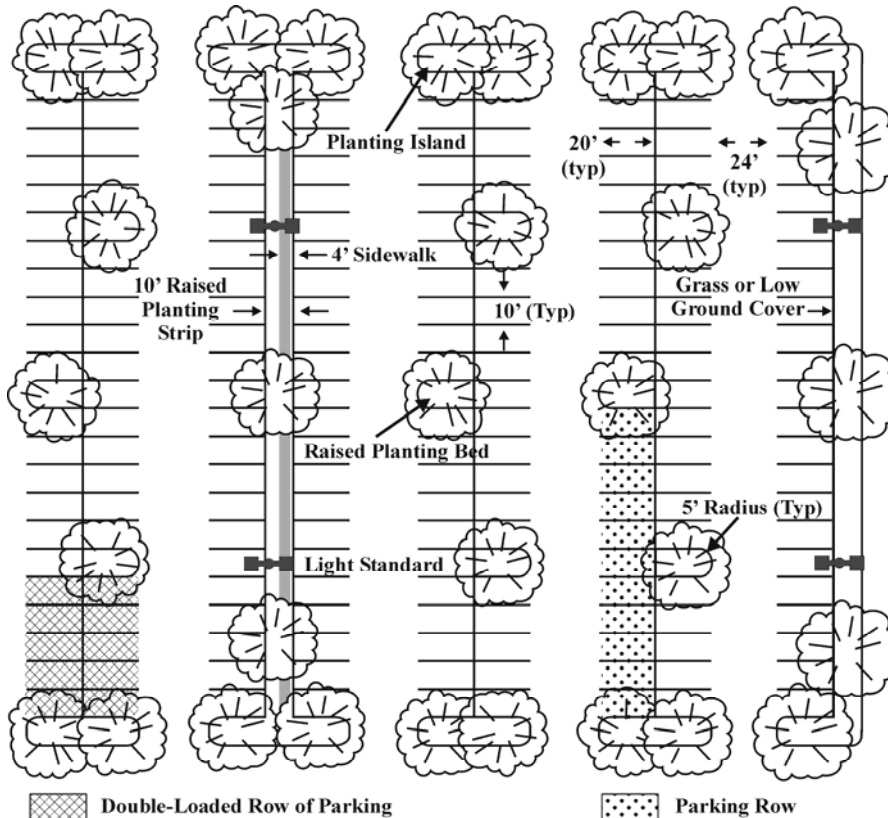 Planting
Island
20'
(typ)
24'
(typ)
4' Sidewalk
10' Raised
Planting
Strip
10' (Typ)
Grass or Low
Ground Cover
Raised Planting Bed
5' Radius (Typ)
Light Standard
Double-Loaded Row of Parking
Parking Row